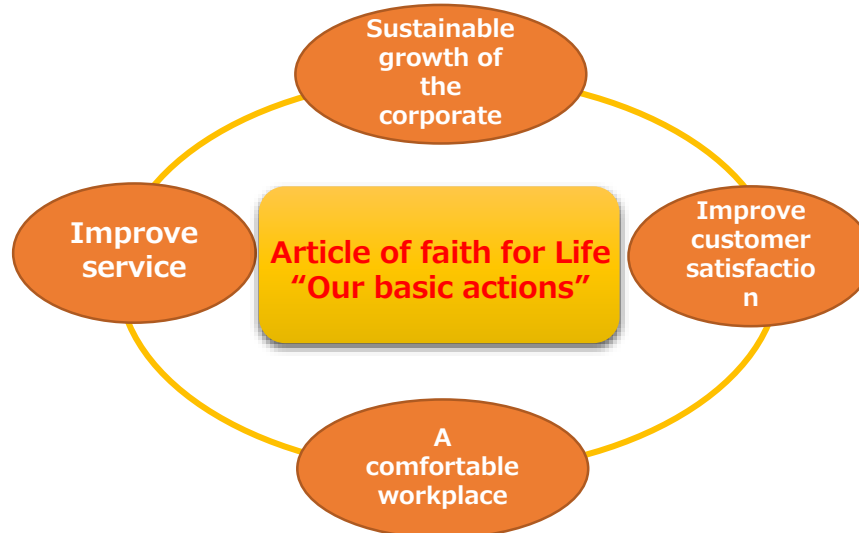 Sustainable
growth of
the
corporate
Improve
service
Article of faith for Life
“Our basic actions”
Improve
customer
satisfactio
n
A
comfortable
workplace